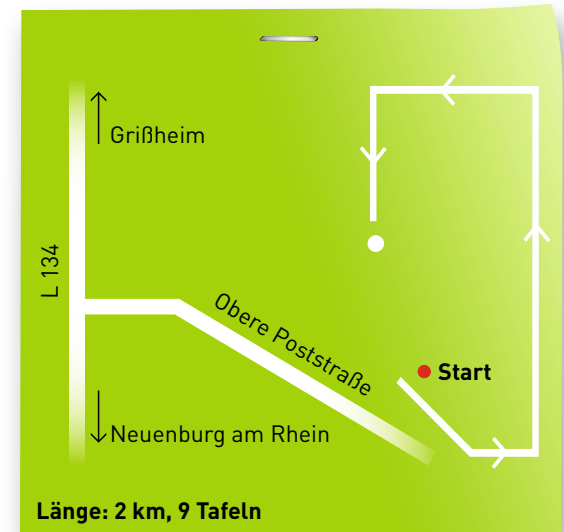 Grißheim
L 134
Obere Poststraße
Start
Neuenburg am Rhein
Länge: 2 km, 9 Tafeln